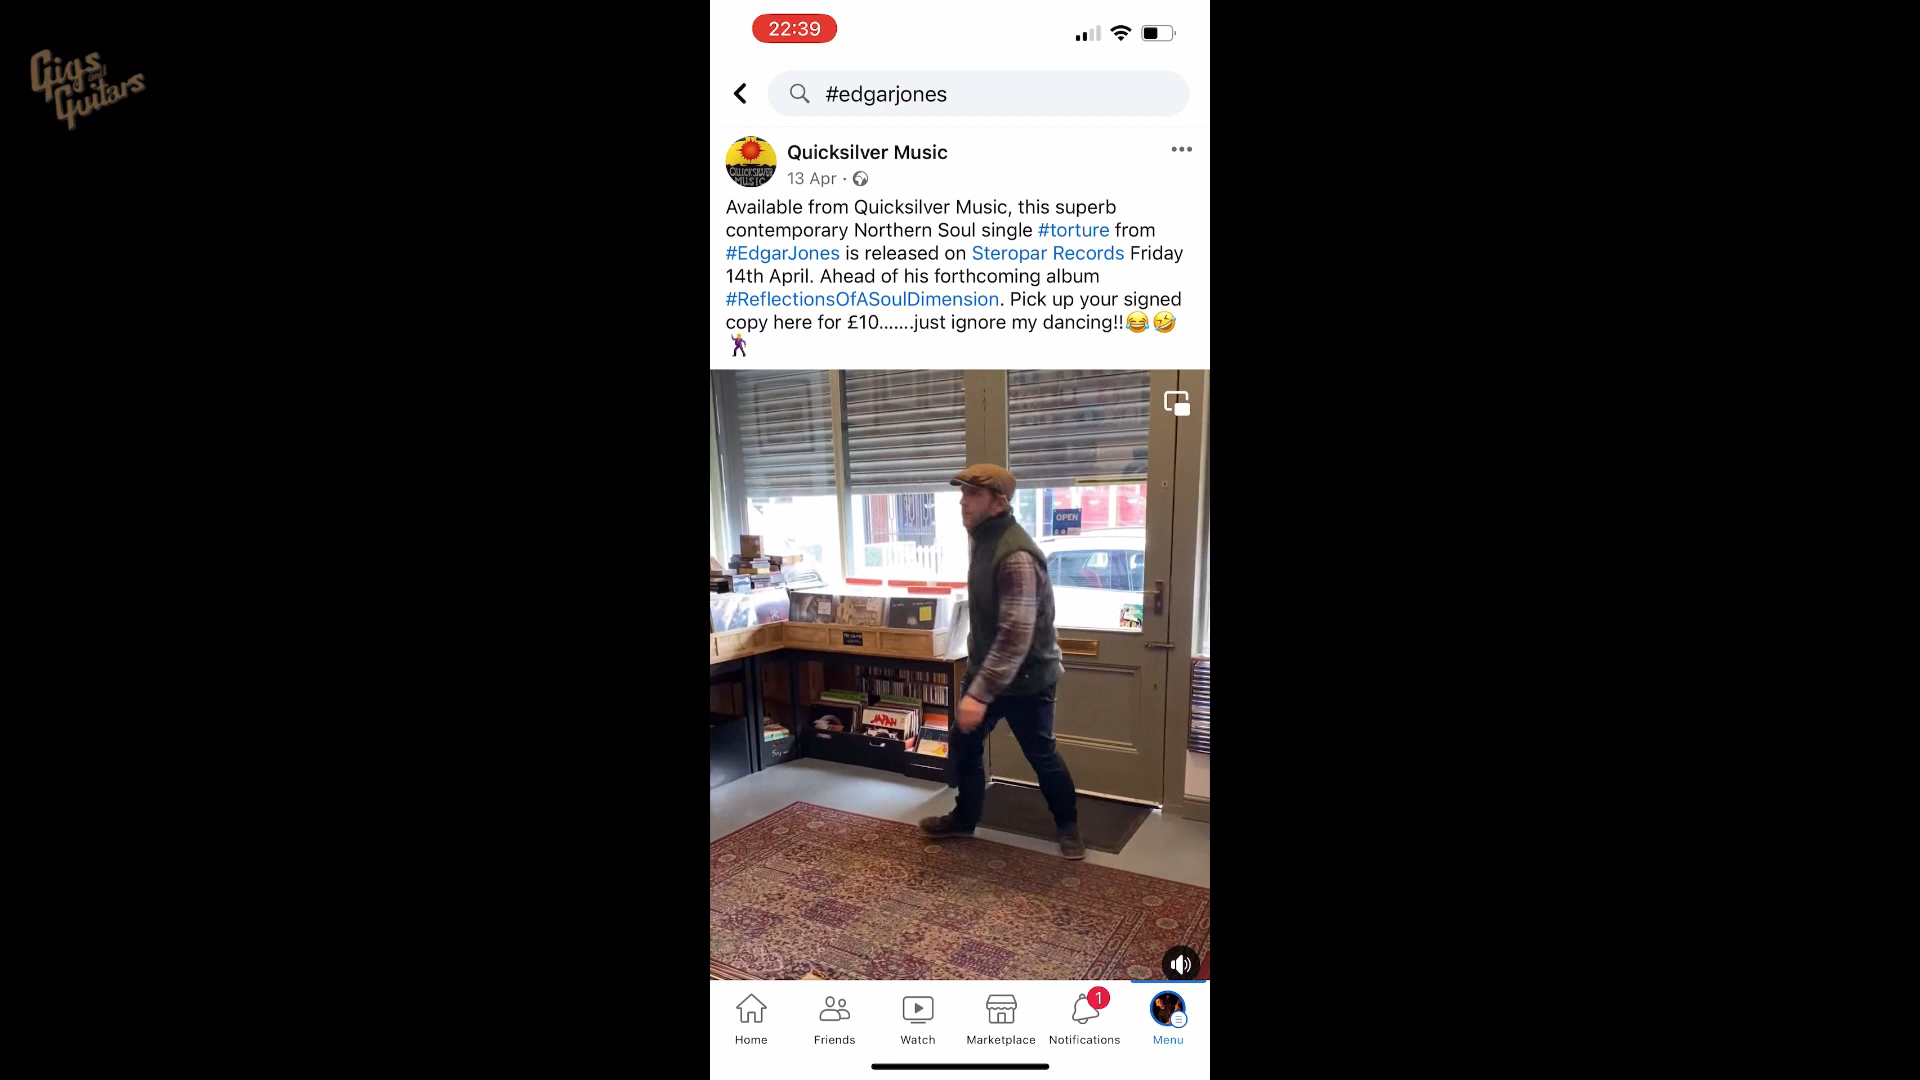 Gigs
and
Guitars
22:39
#edgarjones
Quicksilver Music
13 Apr ·
Available from Quicksilver Music, this superb
contemporary Northern Soul single #torture from
#EdgarJones is released on Steropar Records Friday
14th April. Ahead of his forthcoming album
#ReflectionsOfASoulDimension. Pick up your signed
copy here for £10.......just ignore my dancing!!😂🤣
🕺
QUICKSILVER
MUSIC
OPEN
JAPAN
1
Home
Friends
Watch
Marketplace
Notifications
Menu